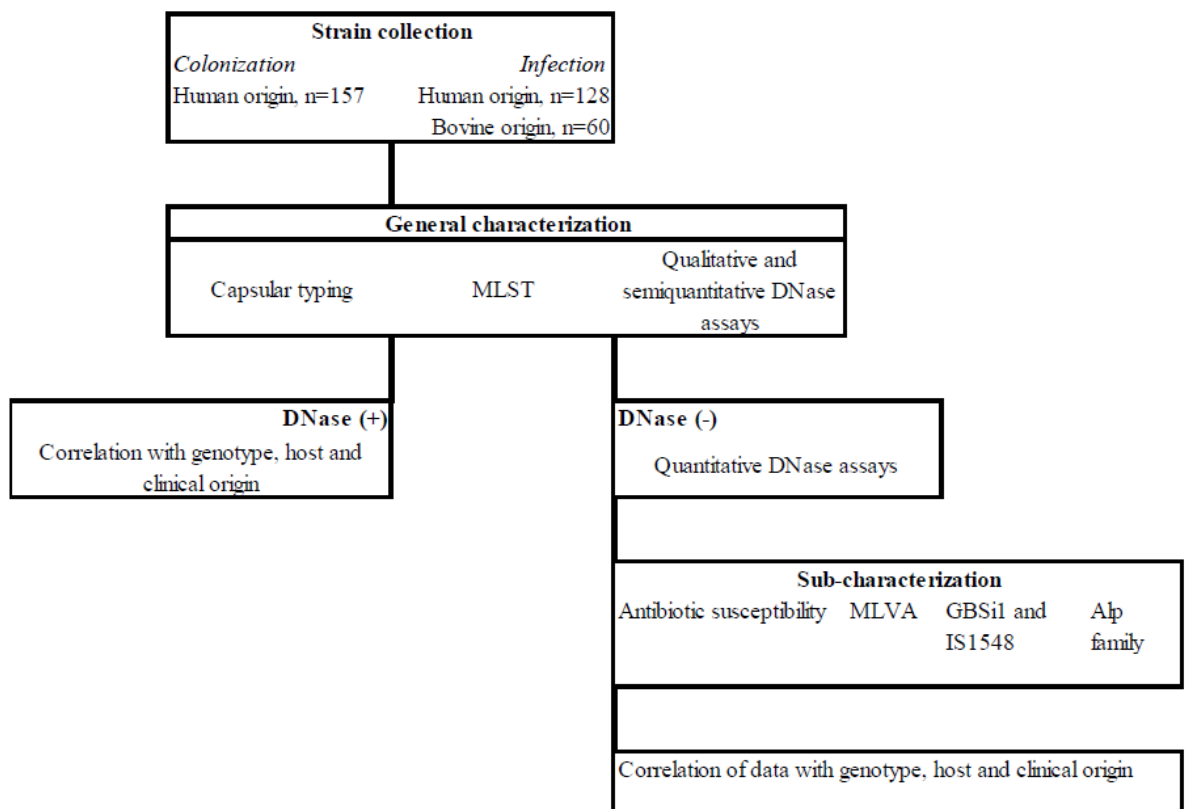 Strain collection
Colonization Infection
Human origin, n=157 Human origin, n=128
Bovine origin, n=60
General characterization
Capsular typing MLST Qualitative and
semiquantitative DNase
assays
DNase (+)
Correlation with genotype, host and
clinical origin
DNase (-)
Quantitative DNase assays
Sub-characterization
Antibiotic susceptibility MLVA GBSi1 and Alp
IS1548 family
Correlation of data with genotype, host and clinical origin